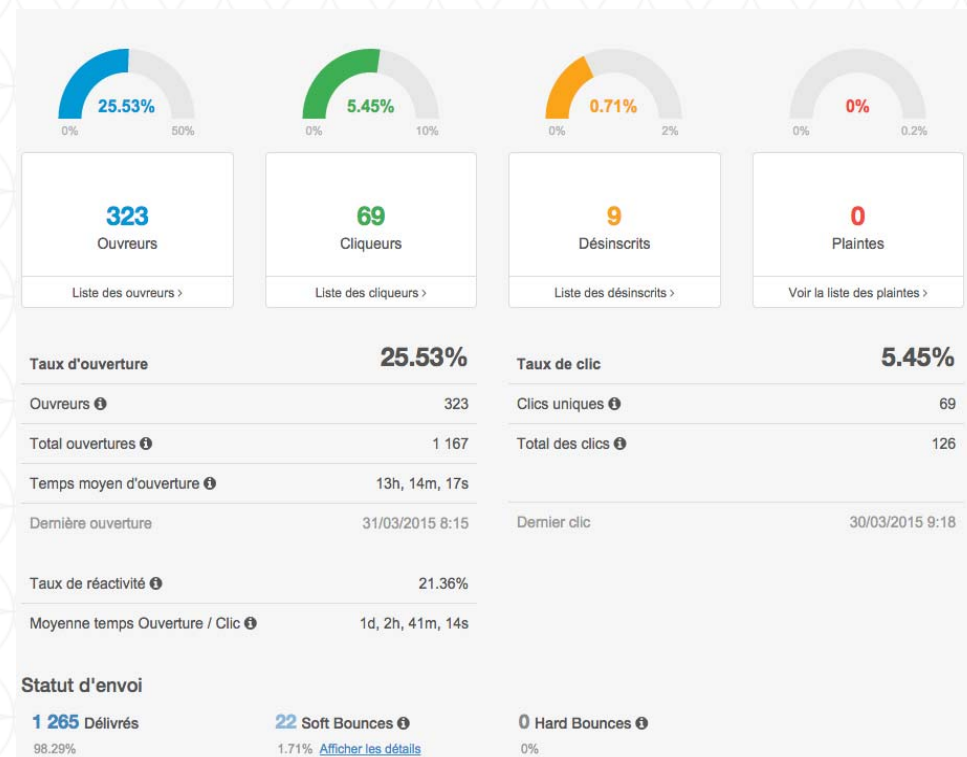 25.53%
0% 50%
5.45%
0% 10%
0.71%
0% 2%
0%
0% 0.2%
323
Ouvreurs
Liste des ouvreurs >
69
Cliqueurs
Liste des cliqueurs >
9
Désinscrits
Liste des désinscrits >
0
Plaintes
Voir la liste des plaintes >
Taux d'ouverture 25.53%
Ouvreurs 323
Total ouvertures 1 167
Temps moyen d'ouverture 13h, 14m, 17s
Dernière ouverture 31/03/2015 8:15
Taux de réactivité 21.36%
Moyenne temps Ouverture / Clic 1d, 2h, 41m, 14s
Taux de clic 5.45%
Clics uniques 69
Total des clics 126
Dernier clic 30/03/2015 9:18
Statut d'envoi
1 265 Délivrés
98.29%
22 Soft Bounces
1.71% Afficher les détails
0 Hard Bounces
0%